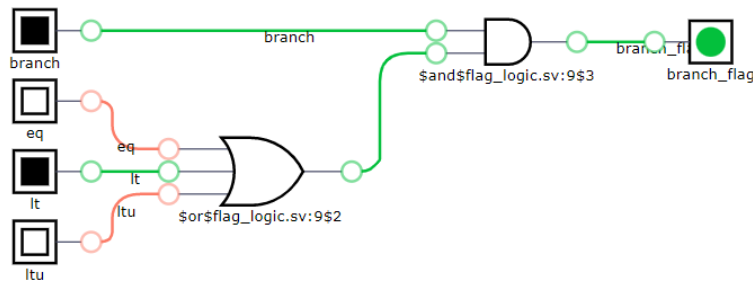 branch
branch
$and$flag_logic.sv:9$3
branch_fl
branch_flag
eq
eq
lt
lt
ltu
$or$flag_logic.sv:9$2
ltu